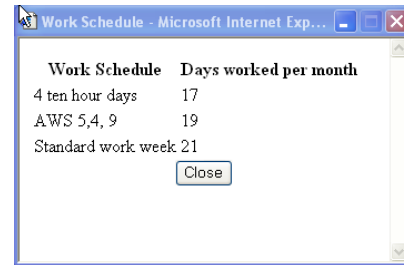 Work Schedule - Microsoft Internet Exp...
Work Schedule Days worked per month
4 ten hour days 17
AWS 5,4, 9 19
Standard work week 21
Close